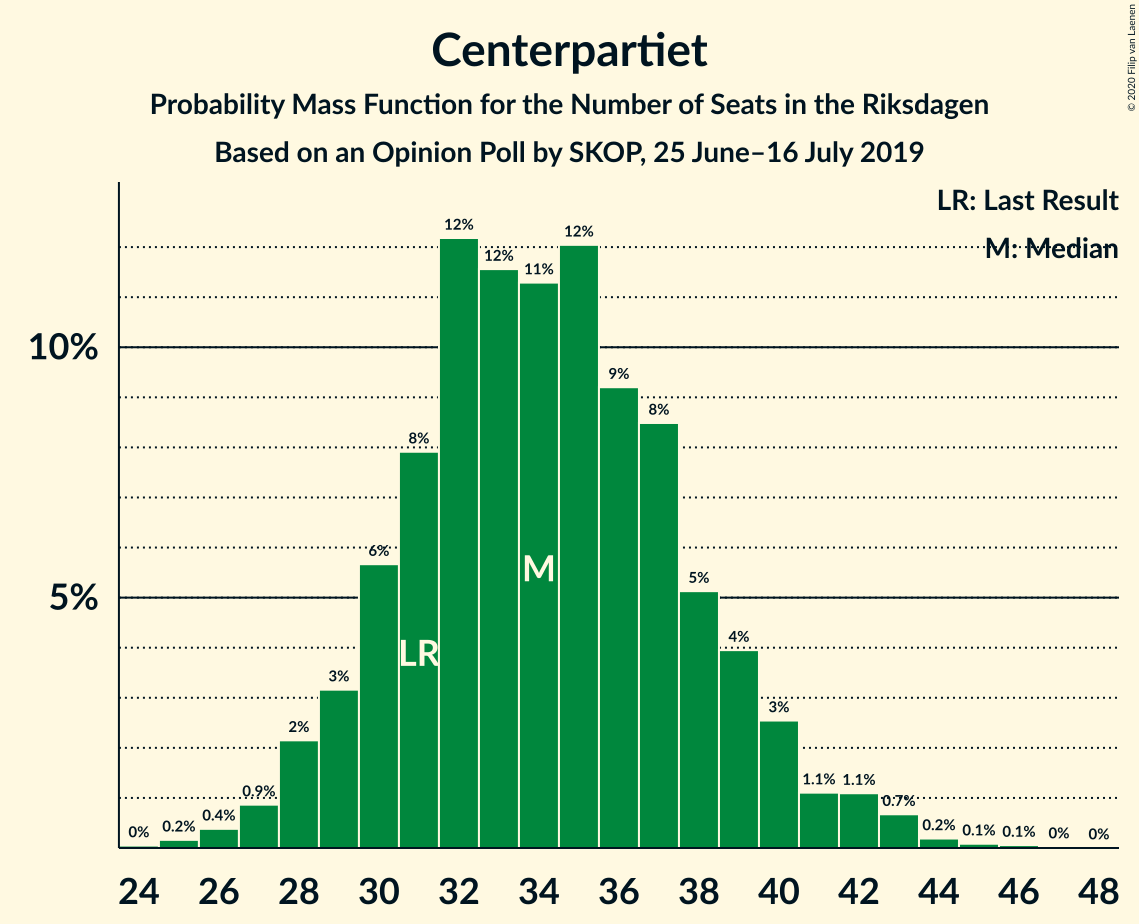 Centerpartiet
Probability Mass Function for the Number of Seats in the Riksdagen
Based on an Opinion Poll by SKOP, 25 June–16 July 2019
© 2020 Filip van Laenen
LR: Last Result
M: Median
10%
5%
0% 0.2% 0.4% 0.9% 2% 3% 6% 8% 12% 12% 11% 12% 9% 8% 5% 4% 3% 1.1% 1.1% 0.7% 0.2% 0.1% 0.1% 0% 0%
LR
M
24 26 28 30 32 34 36 38 40 42 44 46 48